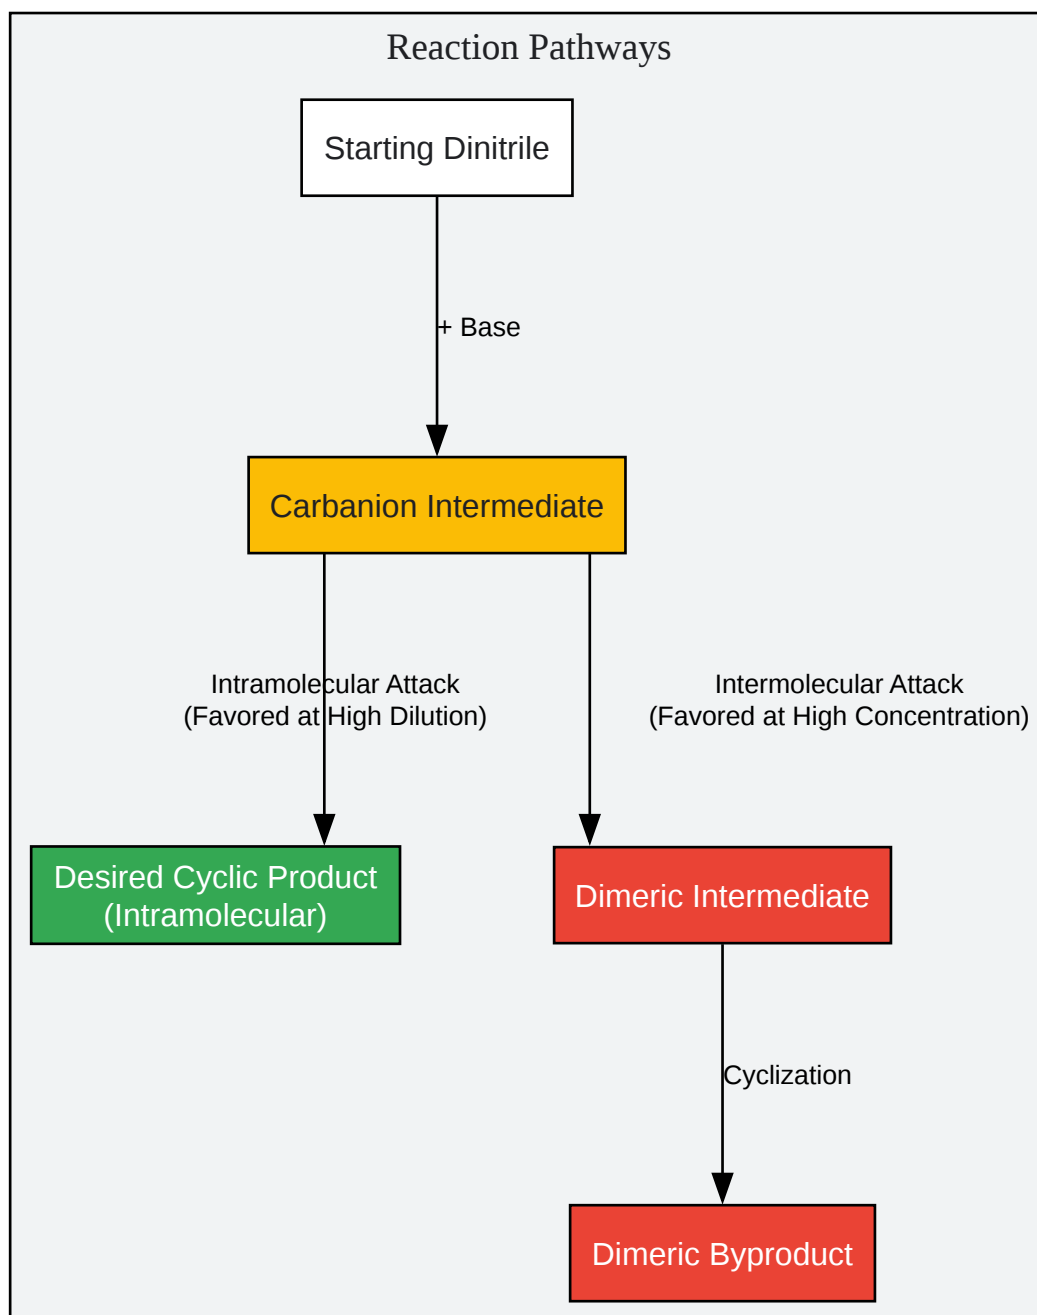 Reaction Pathways
Starting Dinitrile
+ Base
Carbanion Intermediate
Intramolecular Attack
(Favored at High Dilution)
Intermolecular Attack
(Favored at High Concentration)
Desired Cyclic Product
(Intramolecular)
Dimeric Intermediate
Cyclization
Dimeric Byproduct